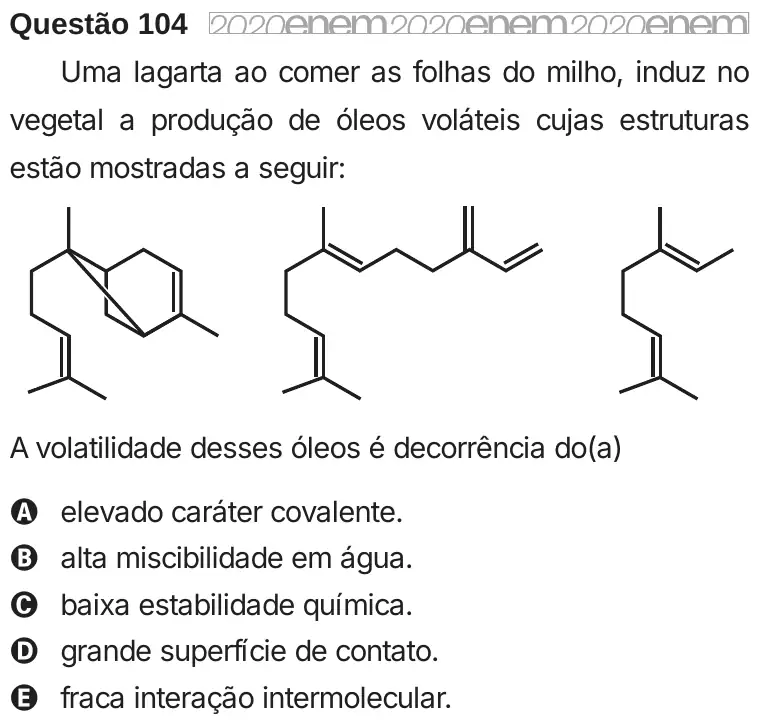 Questão 104 2020enem2020enem2020enem
Uma lagarta ao comer as folhas do milho, induz no
vegetal a produção de óleos voláteis cujas estruturas
estão mostradas a seguir:
A volatilidade desses óleos é decorrência do(a)
A elevado caráter covalente.
B alta miscibilidade em água.
C baixa estabilidade química.
D grande superfície de contato.
E fraca interação intermolecular.